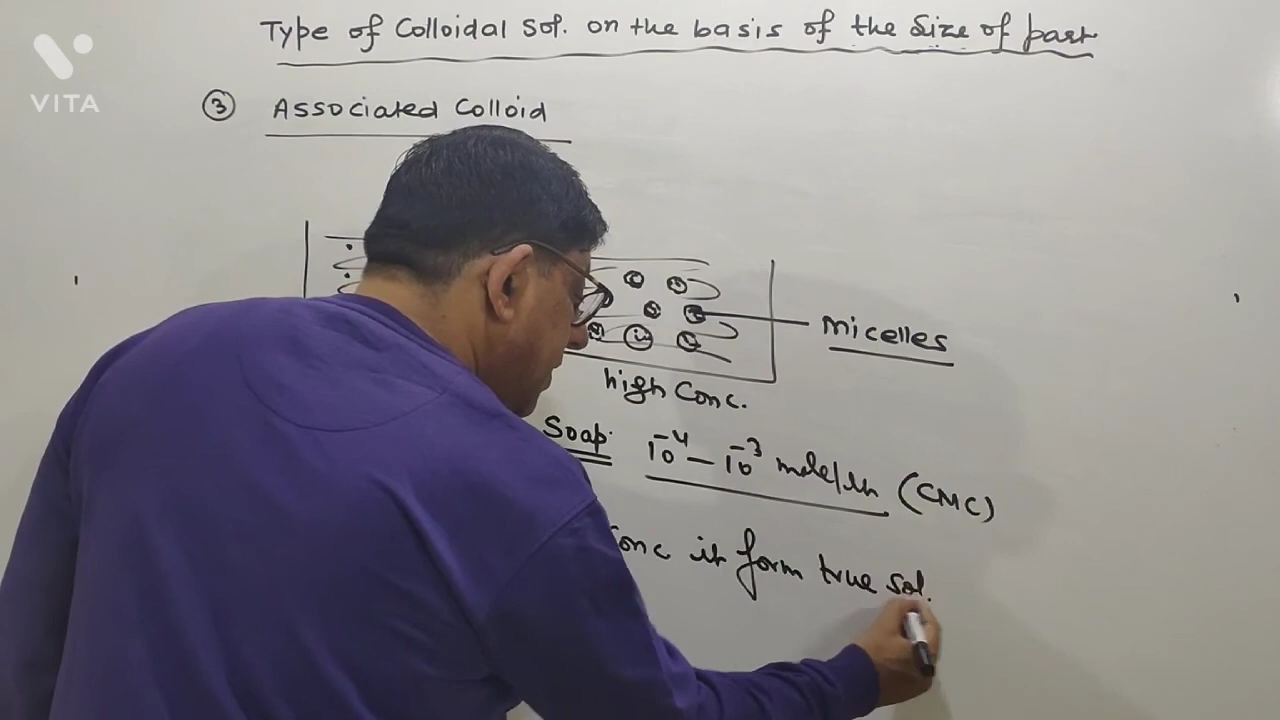 VITA
Type of Colloidal Sol. on the basis of the Size of part
③ Associated Colloid
Micelles
high Conc.
Soap. 10⁻⁴ – 10⁻³ mole/lit (CMC)
Conc it form true Sol.